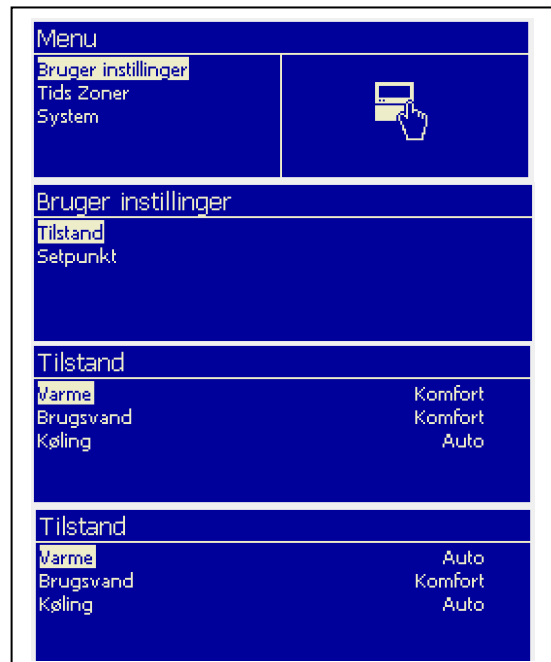 Menu
Bruger instillinger
Tids Zoner
System
Bruger instillinger
Tilstand
Setpunkt
Tilstand
Varme Komfort
Brugsvand Komfort
Køling Auto
Tilstand
Varme Auto
Brugsvand Komfort
Køling Auto